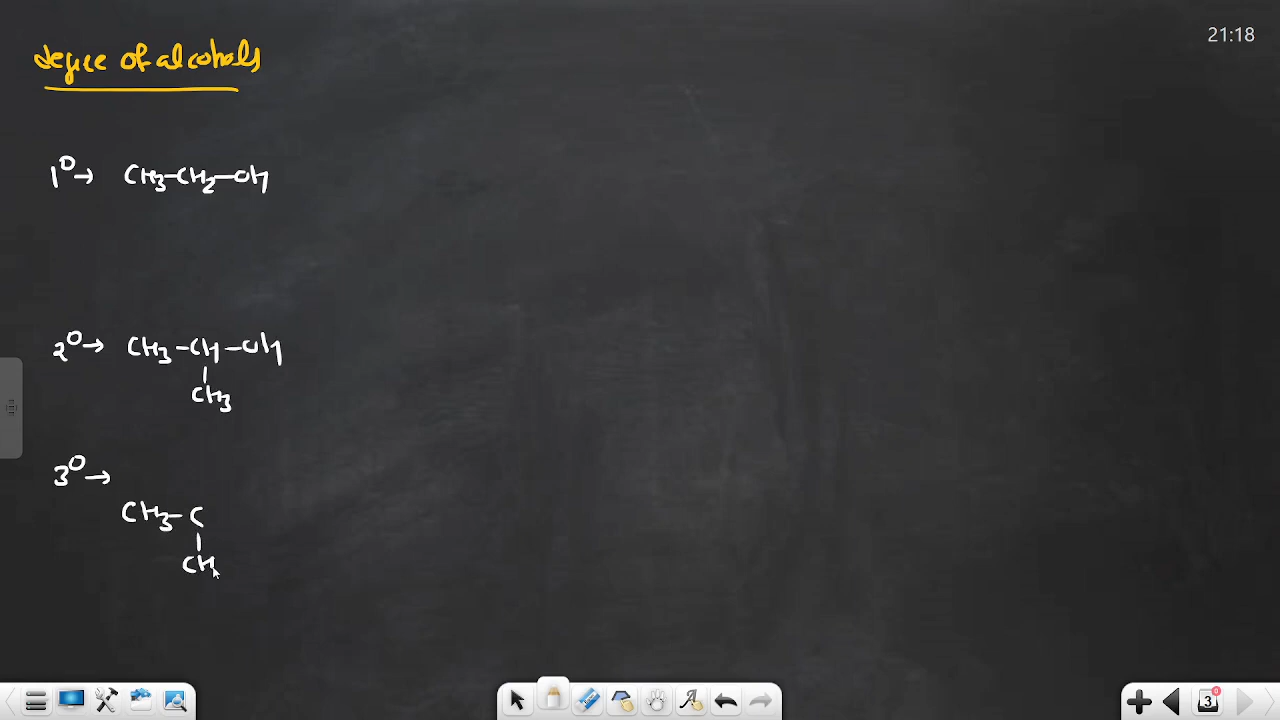 21:18
degree of alcohols
1° → CH3-CH2-OH
2° → CH3-CH-OH
|
CH3
3° →
CH3-C
|
CH
3